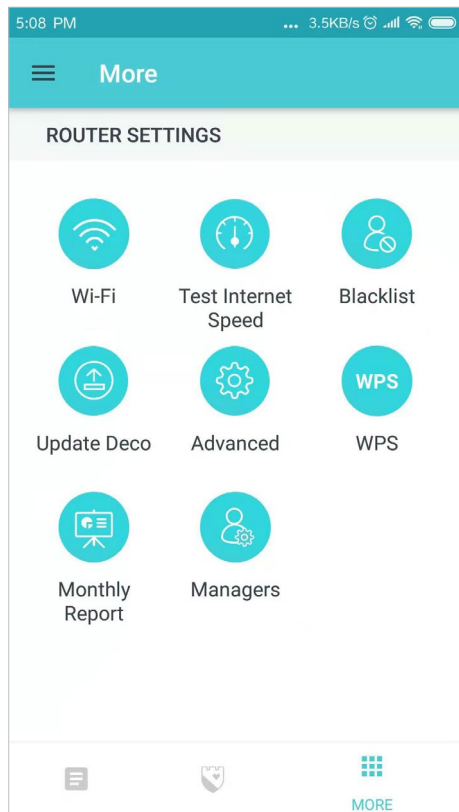 5:08 PM ... 3.5KB/s
More
ROUTER SETTINGS
Wi-Fi
Test Internet
Speed
Blacklist
Update Deco
Advanced
WPS
WPS
Monthly
Report
Managers
MORE